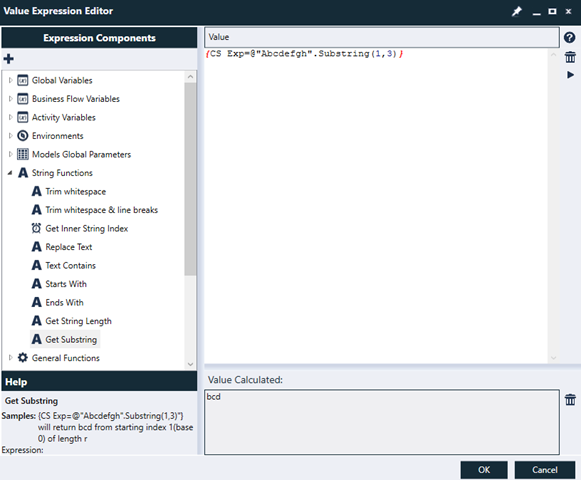 Value Expression Editor
Expression Components
Global Variables
Business Flow Variables
Activity Variables
Environments
Models Global Parameters
String Functions
Trim whitespace
Trim whitespace & line breaks
Get Inner String Index
Replace Text
Text Contains
Starts With
Ends With
Get String Length
Get Substring
General Functions
Help
Get Substring
Samples: {CS Exp=@"Abcdefgh".Substring(1,3)"}
will return bcd from starting index 1(base
0) of length r
Expression:
Value
{CS Exp=@"Abcdefgh".Substring(1,3)}
Value Calculated:
bcd
OK
Cancel